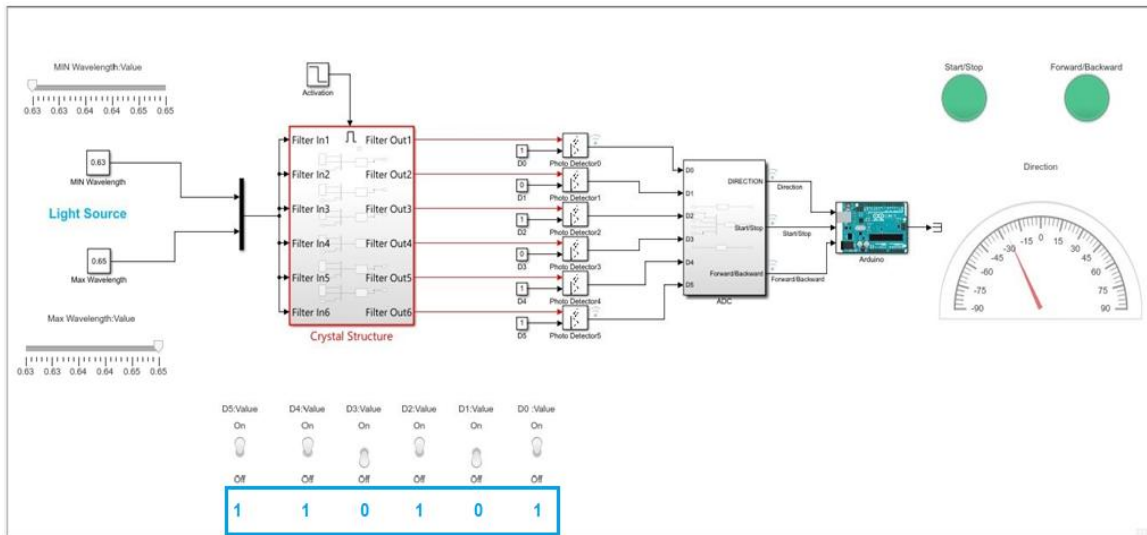 MIN Wavelength:Value
0.63 0.63 0.64 0.64 0.65 0.65
0.63
MIN Wavelength
Light Source
0.65
Max Wavelength
Max Wavelength:Value
0.63 0.63 0.64 0.64 0.65 0.65
Activation
Filter In1 Filter Out1
Filter In2 Filter Out2
Filter In3 Filter Out3
Filter In4 Filter Out4
Filter In5 Filter Out5
Filter In6 Filter Out6
Crystal Structure
1
D0
Photo Detector0
0
D1
Photo Detector1
1
D2
Photo Detector2
0
D3
Photo Detector3
1
D4
Photo Detector4
1
D5
Photo Detector5
D0
D1
D2
D3
D4
D5
DIRECTION
Start/Stop
Forward/Backward
ADC
Direction
Start/Stop
Forward/Backward
Arduino
Start/Stop
Forward/Backward
Direction
-90 -75 -60 -45 -30 -15 0 15 30 45 60 75 90
D5:Value D4:Value D3:Value D2:Value D1:Value D0 :Value
On On On On On On
Off Off Off Off Off Off
1 1 0 1 0 1